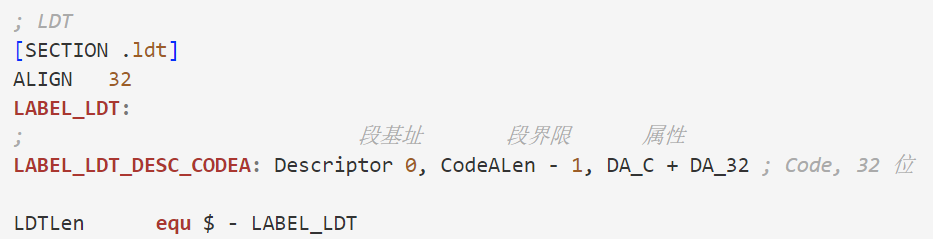 ; LDT
[SECTION .ldt]
ALIGN 32
LABEL_LDT:
; 段基址 段界限 属性
LABEL_LDT_DESC_CODEA: Descriptor 0, CodeALen - 1, DA_C + DA_32 ; Code, 32 位
LDTLen equ $ - LABEL_LDT